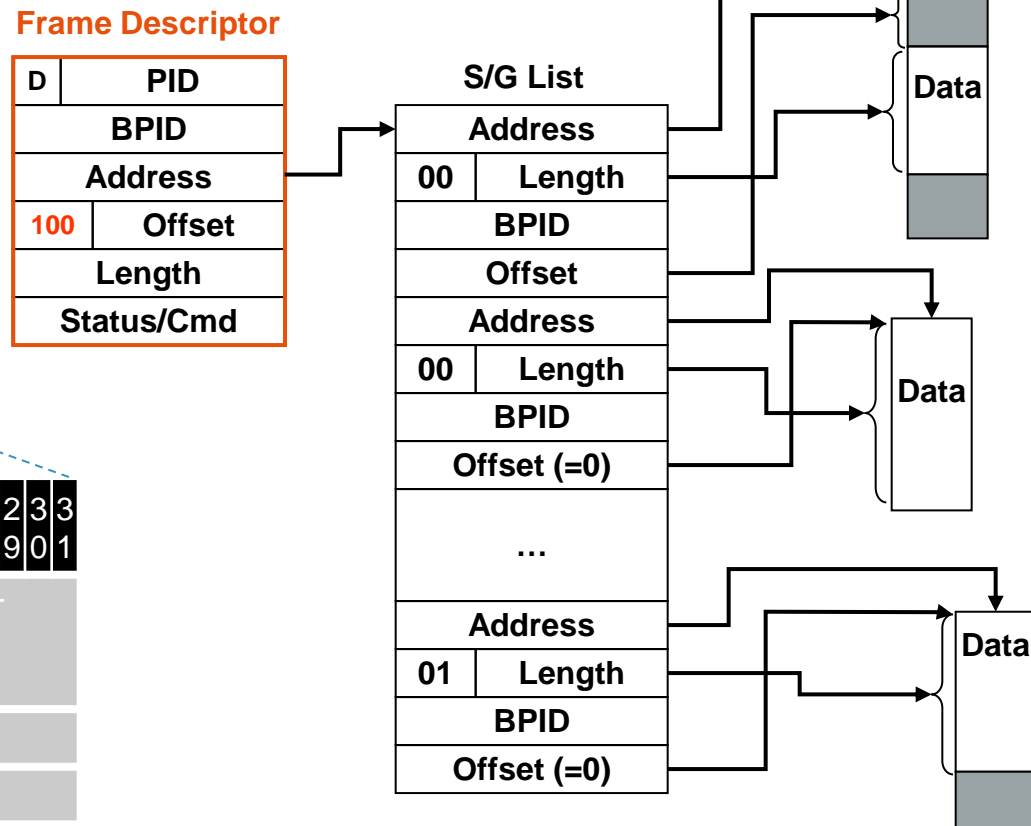 Frame Descriptor
D PID
BPID
Address
100 Offset
Length
Status/Cmd
S/G List
Address
00 Length
BPID
Offset
Address
00 Length
BPID
Offset (=0)
…
Address
01 Length
BPID
Offset (=0)
Data
Data
Data
2 3 3
9 0 1